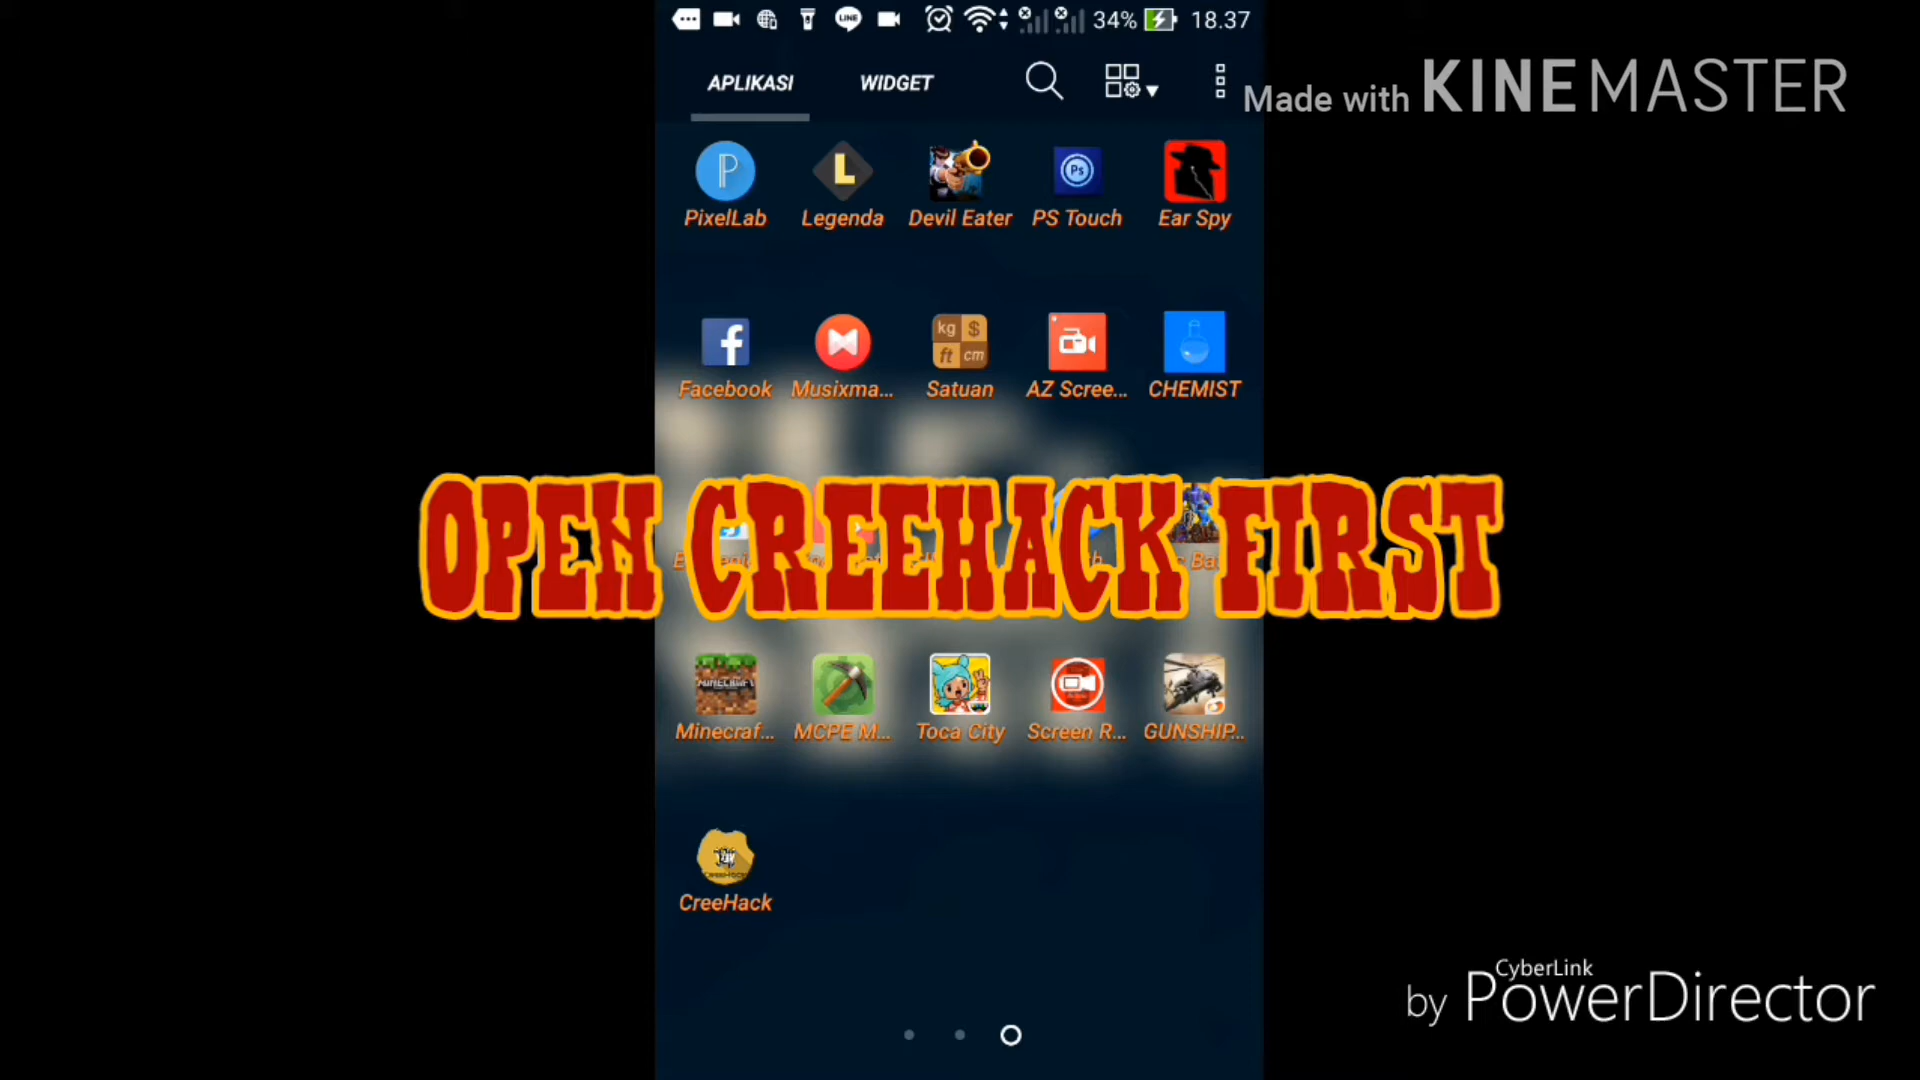 34% 18.37
APLIKASI WIDGET
Made with KINEMASTER
PixelLab Legenda Devil Eater PS Touch Ear Spy
Facebook Musixma... Satuan AZ Scree... CHEMIST
OPEN CREEHACK FIRST
Minecraf... MCPE M... Toca City Screen R... GUNSHIP...
CreeHack
CyberLink
by PowerDirector